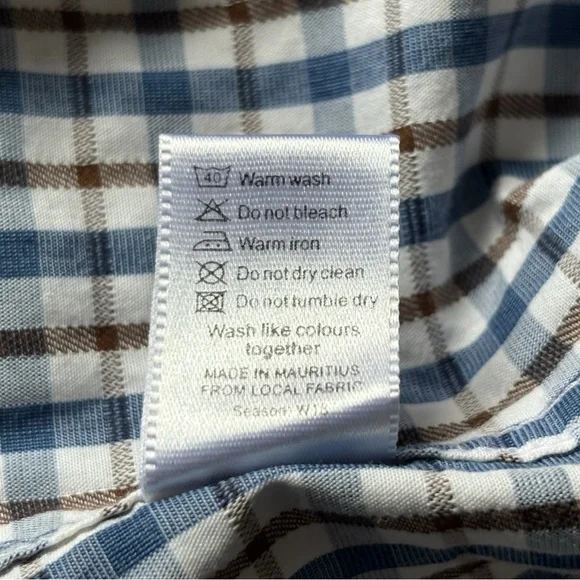 40 Warm wash
Do not bleach
Warm iron
Do not dry clean
Do not tumble dry
Wash like colours
together
MADE IN MAURITIUS
FROM LOCAL FABRIC
Season: